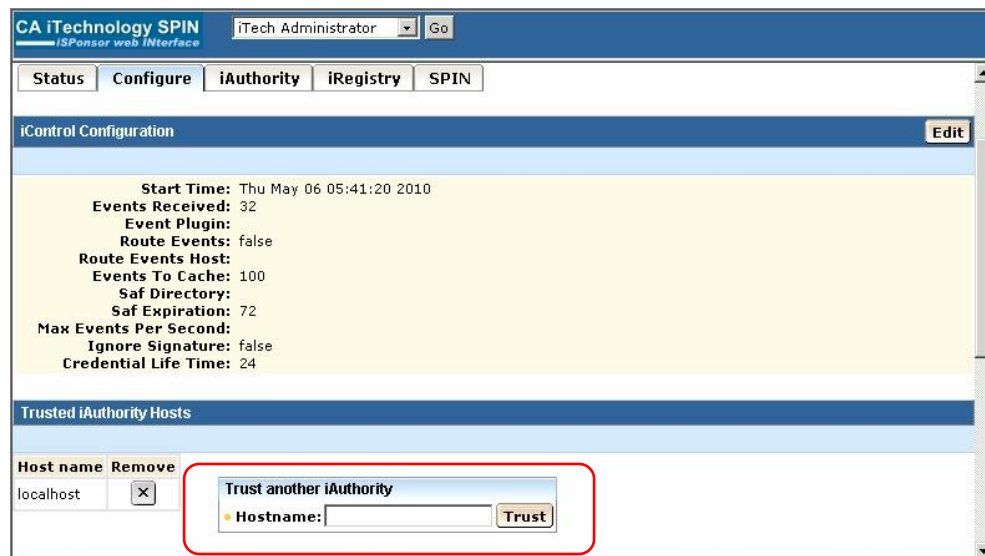 CA iTechnology SPIN
iSPonsor web INterface
iTech Administrator Go
Status Configure iAuthority iRegistry SPIN
iControl Configuration Edit
Start Time: Thu May 06 05:41:20 2010
Events Received: 32
Event Plugin:
Route Events: false
Route Events Host:
Events To Cache: 100
Saf Directory:
Saf Expiration: 72
Max Events Per Second:
Ignore Signature: false
Credential Life Time: 24
Trusted iAuthority Hosts
Host name Remove
localhost X
Trust another iAuthority
Hostname: Trust